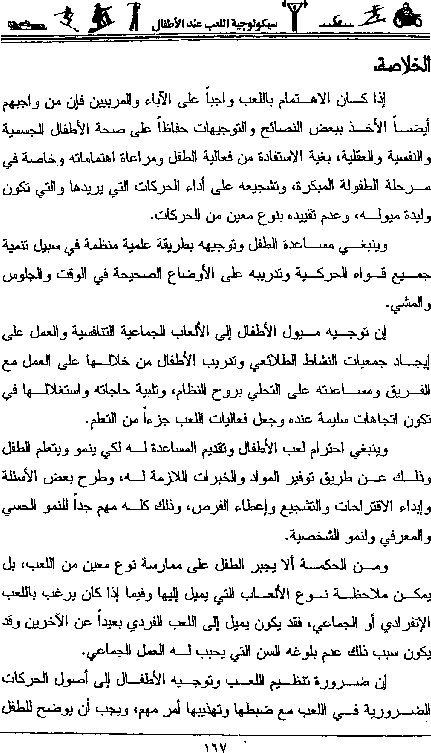 سيكولوجية اللعب عند الأطفال
الخلاصة:
إذا كان الاهتمام باللعب واجباً على الآباء والمربيين فإن من واجبهم
أيضاً الأخذ ببعض النصائح والتوجيهات حفاظاً على صحة الأطفال الجسمية
والنفسية والعقلية، بغية الاستفادة من فعالية الطفل ومراعاة اهتماماته وخاصة في
مرحلة الطفولة المبكرة، وتشجيعه على أداء الحركات التي يريدها والتي تكون
وليدة ميوله، وعدم تقييده بنوع معين من الحركات.
وينبغي مساعدة الطفل وتوجيهه بطريقة علمية منظمة في سبيل تنمية
جميع قواه الحركية وتدريبه على الأوضاع الصحيحة في الوقت والجلوس
والمشي.
إن توجيه ميول الأطفال إلى الألعاب الجماعية التنافسية والعمل على
إيجاد جمعيات النشاط الطلائعي وتدريب الأطفال من خلالها على العمل مع
الفريق ومساعدته على التحلي بروح النظام، وتلبية حاجاته واستغلالها في
تكون اتجاهات سليمة عنده وجعل فعاليات اللعب جزءاً من التعلم.
وينبغي احترام لعب الأطفال وتقديم المساعدة له لكي ينمو ويتعلم الطفل
وذلك عن طريق توفير المواد والخبرات اللازمة له، وطرح بعض الأسئلة
وإبداء الاقتراحات والتشجيع وإعطاء الفرص، وذلك كله مهم جداً للنمو الحسي
والمعرفي ولنمو الشخصية.
ومن الحكمة ألا يجبر الطفل على ممارسة نوع معين من اللعب، بل
يمكن ملاحظة نوع الألعاب التي يميل إليها وفيما إذا كان يرغب باللعب
الإنفرادي أو الجماعي، فقد يكون يميل إلى اللعب الفردي بعيداً عن الآخرين وقد
يكون سبب ذلك عدم بلوغه السن التي يحبب له العمل الجماعي.
إن ضرورة تنظيم اللعب وتوجيه الأطفال إلى أصول الحركات
الضرورية في اللعب مع ضبطها وتهذيبها أمر مهم، ويجب أن يوضح للطفل
١٦٧